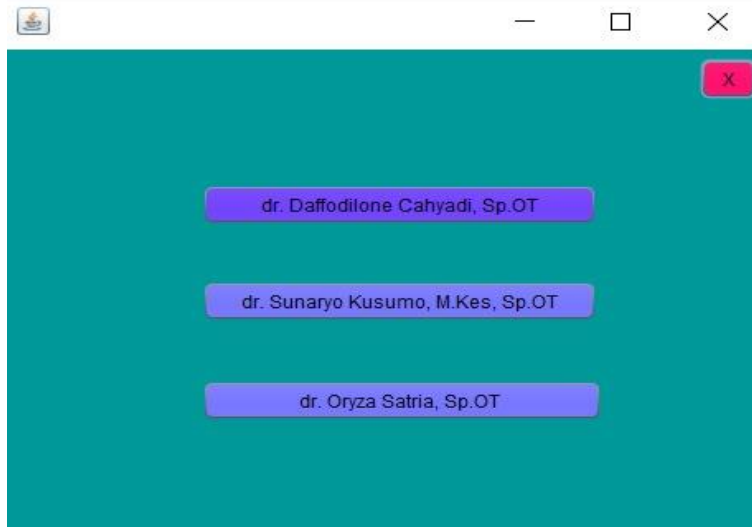 X
dr. Daffodilone Cahyadi, Sp.OT
dr. Sunaryo Kusumo, M.Kes, Sp.OT
dr. Oryza Satria, Sp.OT